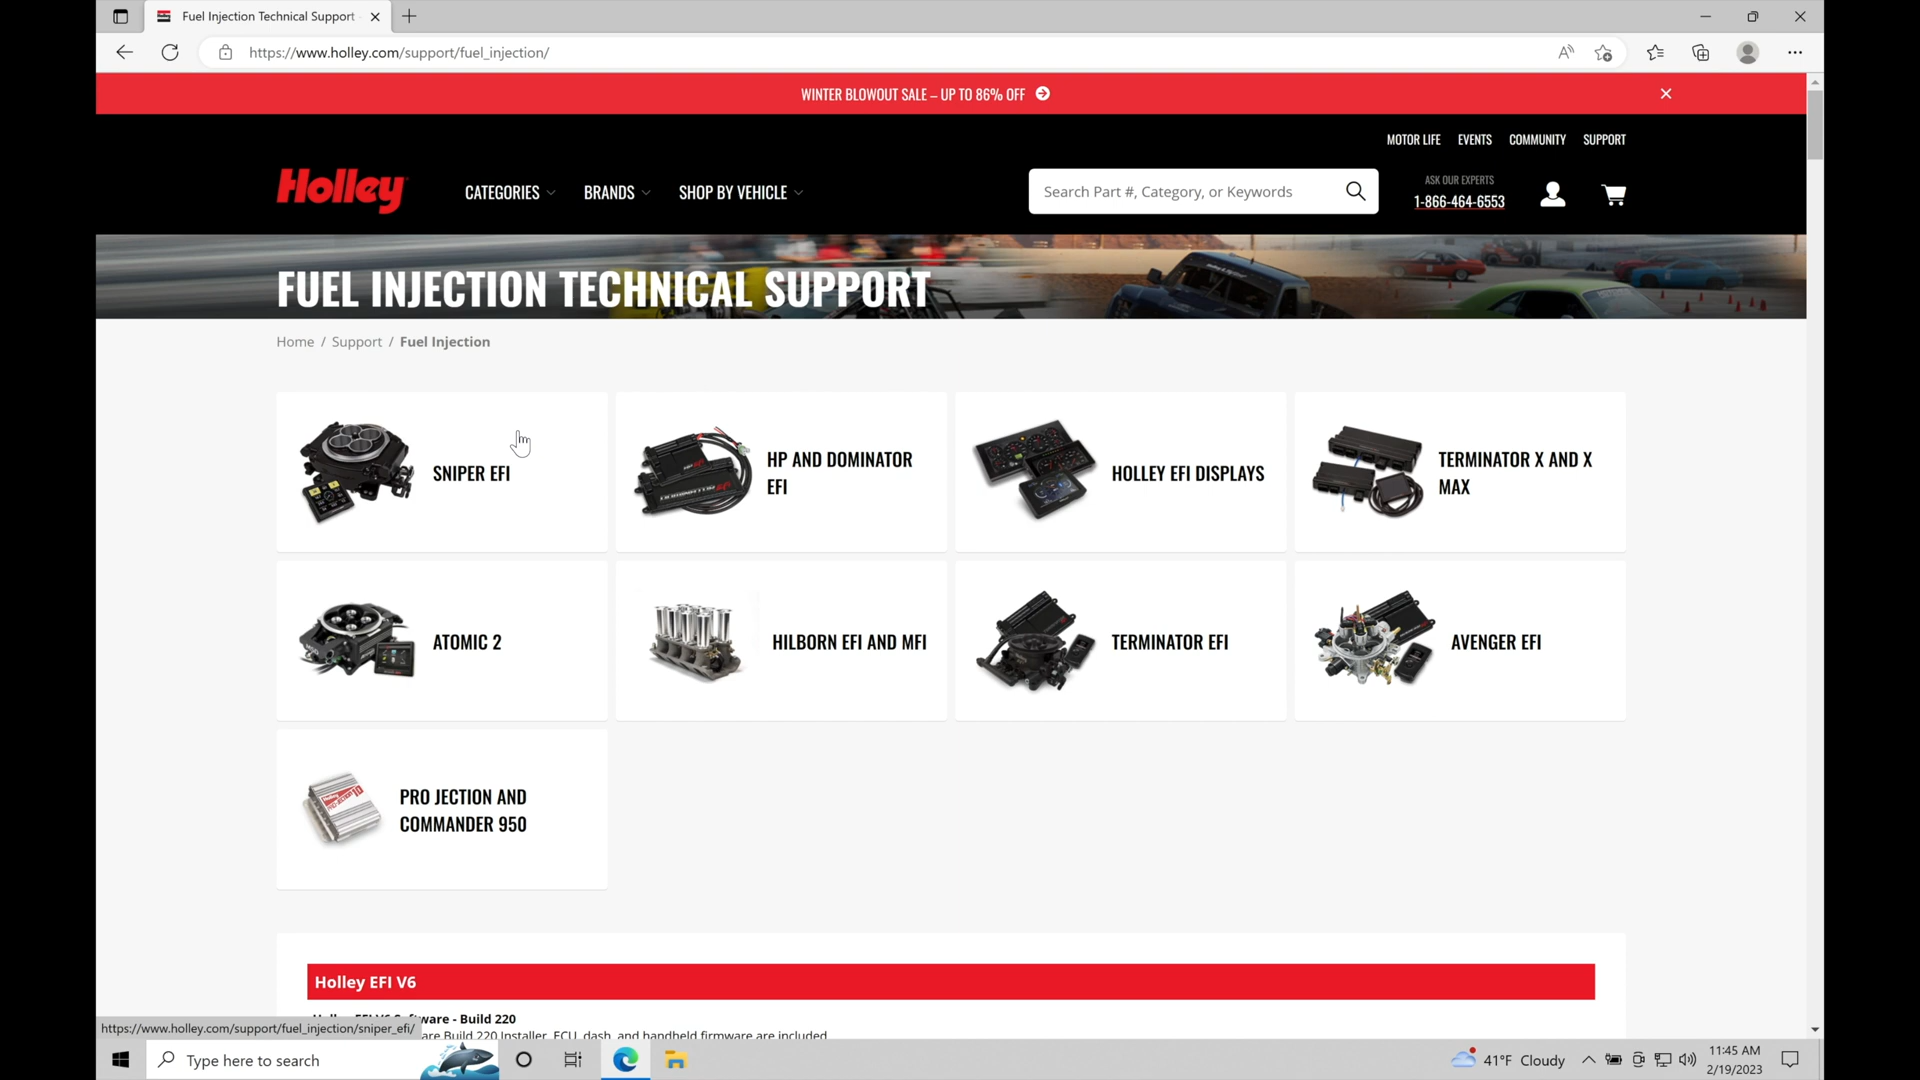 Fuel Injection Technical Support
https://www.holley.com/support/fuel_injection/
WINTER BLOWOUT SALE – UP TO 86% OFF
MOTOR LIFE EVENTS COMMUNITY SUPPORT
Holley
CATEGORIES BRANDS SHOP BY VEHICLE
Search Part #, Category, or Keywords
ASK OUR EXPERTS
1-866-464-6553
FUEL INJECTION TECHNICAL SUPPORT
Home / Support / Fuel Injection
SNIPER EFI
HP AND DOMINATOR
EFI
HOLLEY EFI DISPLAYS
TERMINATOR X AND X
MAX
ATOMIC 2
HILBORN EFI AND MFI
TERMINATOR EFI
AVENGER EFI
PRO JECTION AND
COMMANDER 950
Holley EFI V6
Software - Build 220
are Build 220 Installer, ECU, dash, and handheld firmware are included
https://www.holley.com/support/fuel_injection/sniper_efi/
Type here to search
41°F Cloudy
11:45 AM
2/19/2023